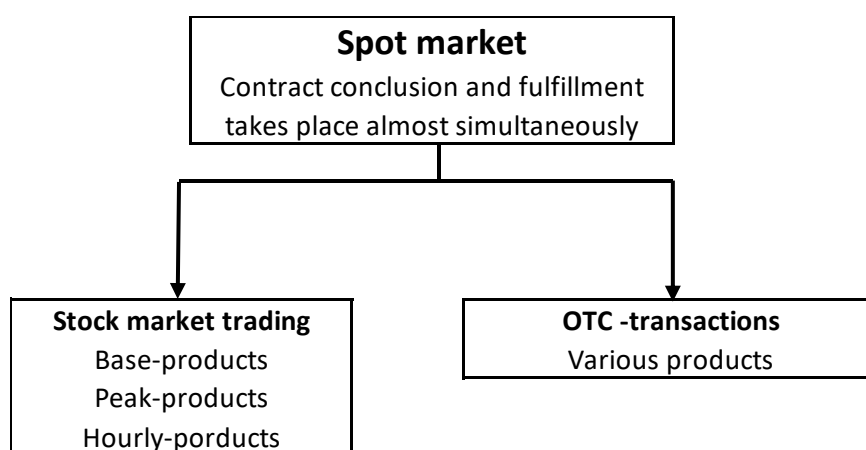 Spot market
Contract conclusion and fulfillment
takes place almost simultaneously
Stock market trading
Base-products
Peak-products
Hourly-porducts
OTC -transactions
Various products